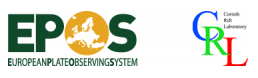 EPOS
EUROPEANPLATEOBSERVINGSYSTEM
Corinth
Rift
Laboratory
CRL